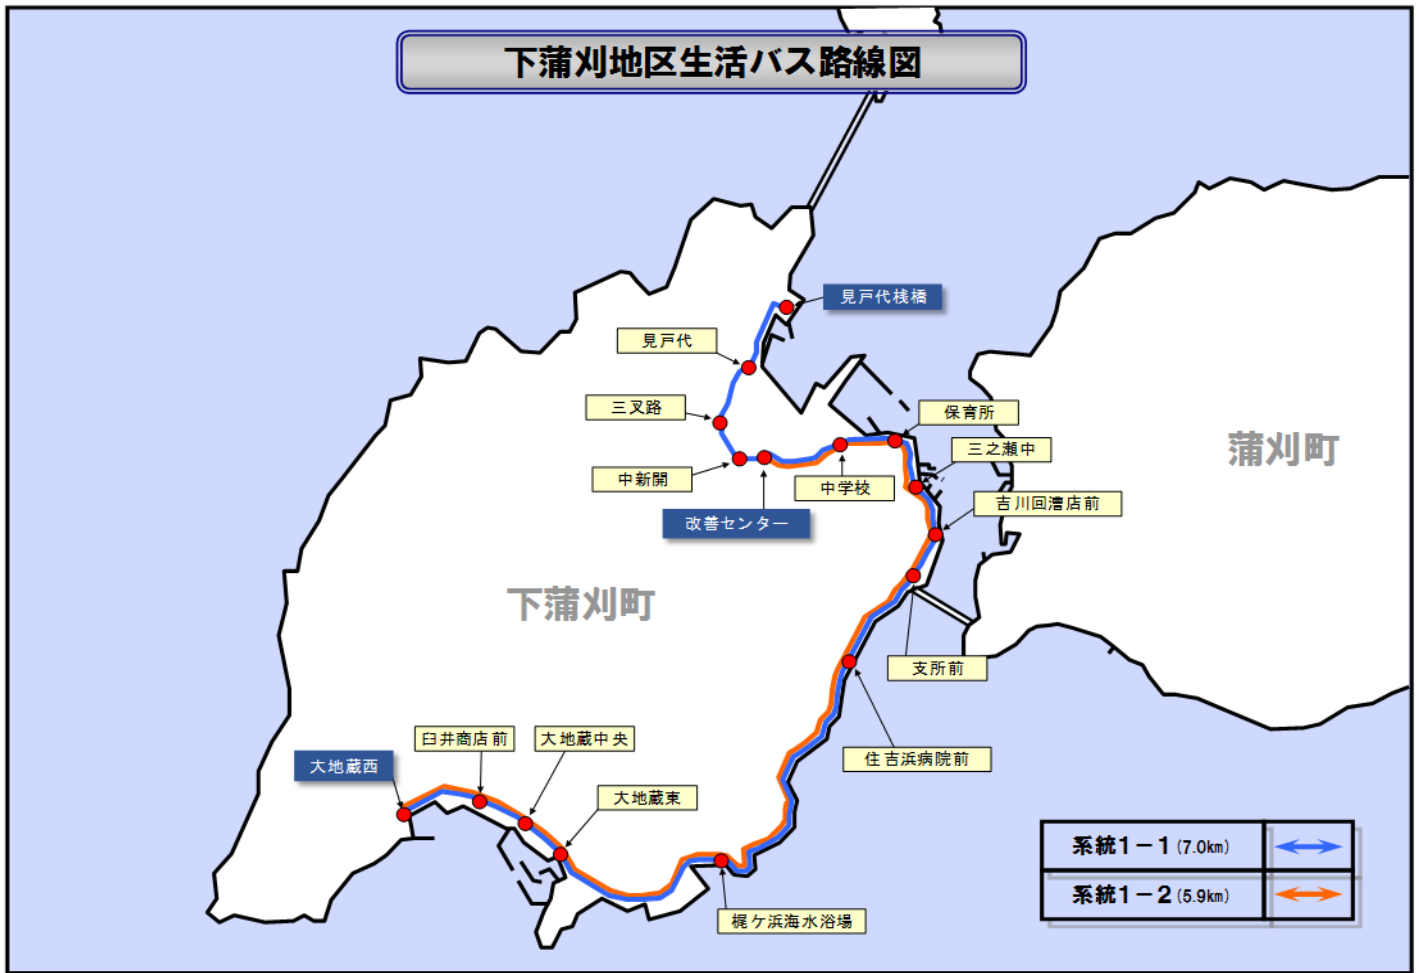 下蒲刈地区生活バス路線図
見戸代桟橋
見戸代
三叉路
保育所
三之瀬中
蒲刈町
中新開
中学校
吉川回漕店前
改善センター
下蒲刈町
支所前
臼井商店前
大地蔵中央
住吉浜病院前
大地蔵西
大地蔵東
系統1-1(7.0km)
系統1-2(5.9km)
梶ケ浜海水浴場